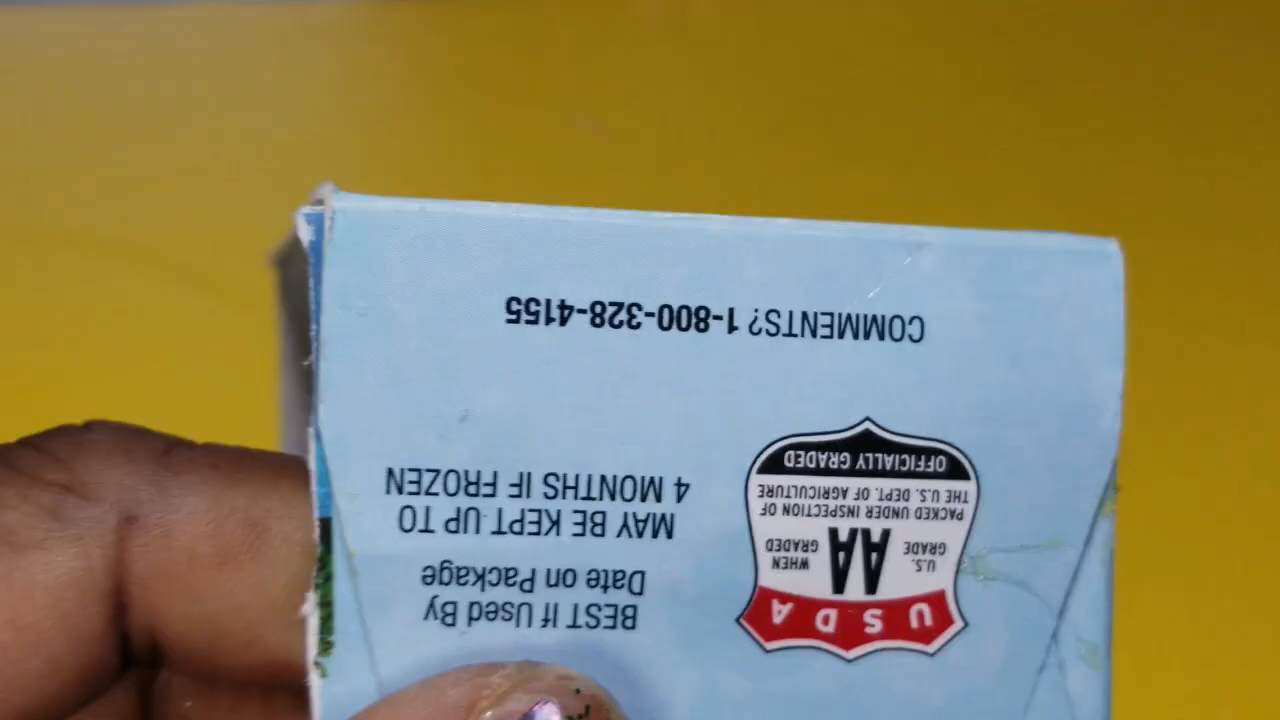 USDA
U.S. GRADE AA WHEN GRADED
PACKED UNDER INSPECTION OF
THE U.S. DEPT. OF AGRICULTURE
OFFICIALLY GRADED
BEST If Used By
Date on Package
MAY BE KEPT UP TO
4 MONTHS IF FROZEN
COMMENTS? 1-800-328-4155